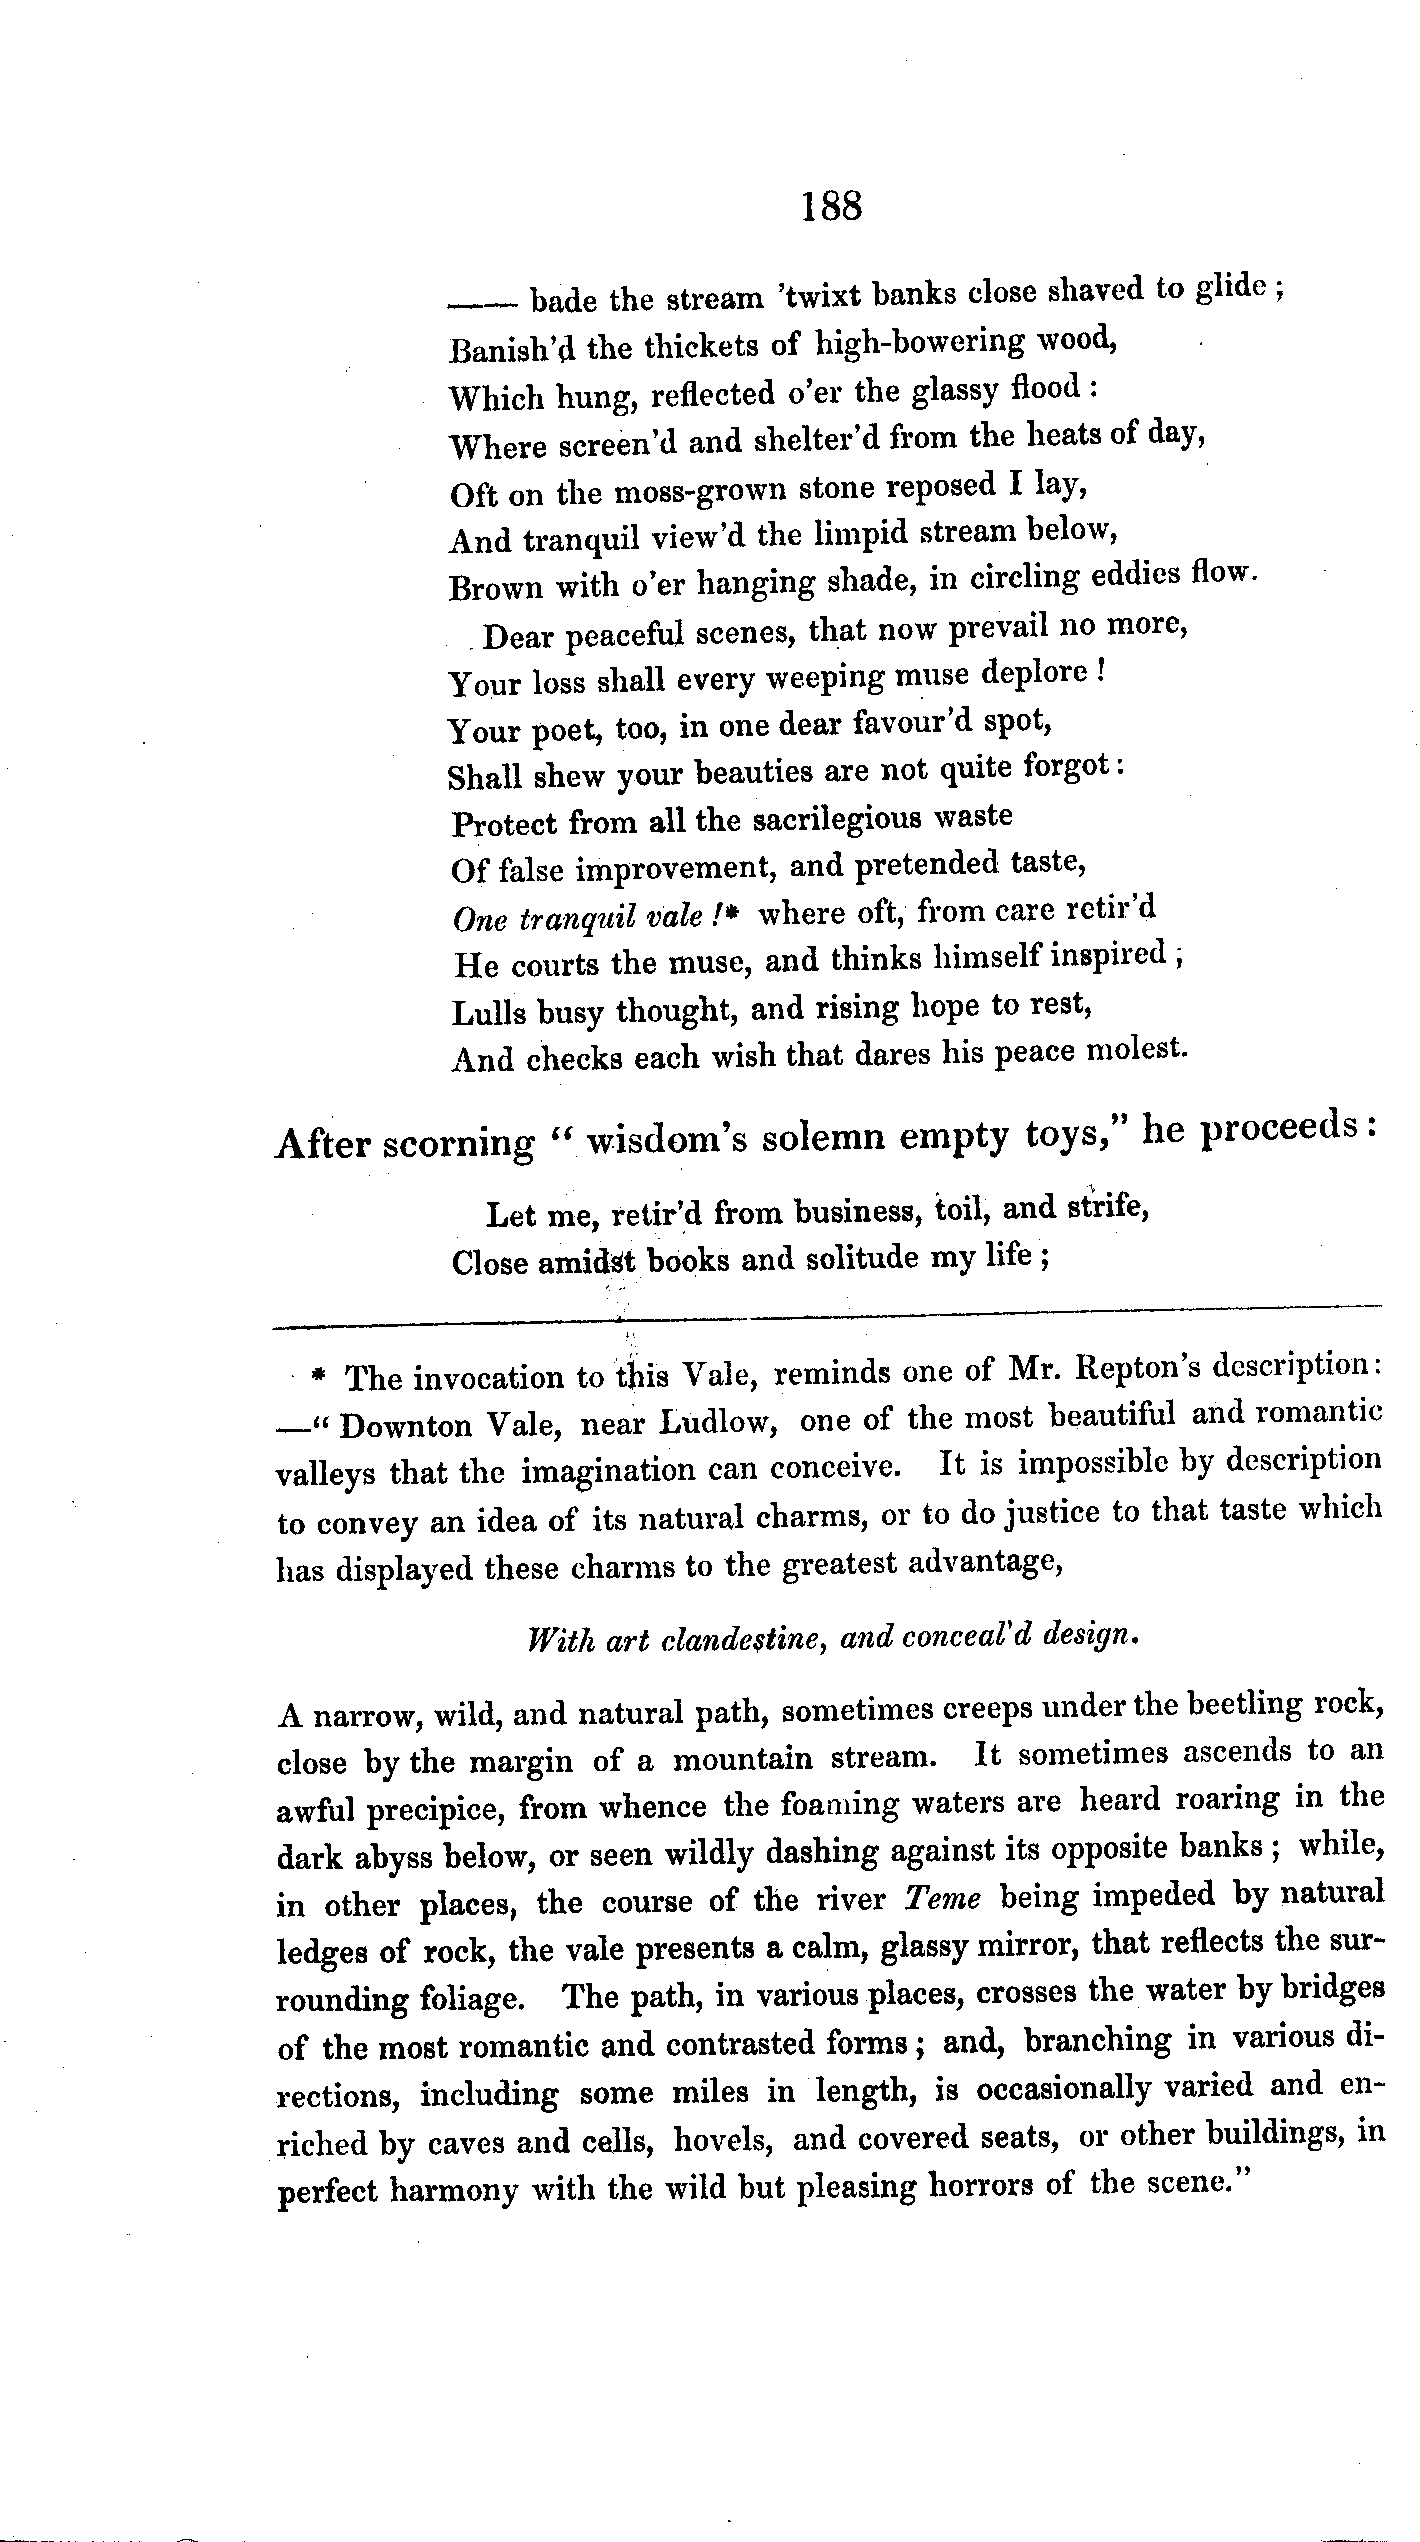 188
—— bade the stream 'twixt banks close shaved to glide ;
Banish'd the thickets of high-bowering wood,
Which hung, reflected o'er the glassy flood :
Where screen'd and shelter'd from the heats of day,
Oft on the moss-grown stone reposed I lay,
And tranquil view'd the limpid stream below,
Brown with o'er hanging shade, in circling eddies flow.
Dear peaceful scenes, that now prevail no more,
Your loss shall every weeping muse deplore !
Your poet, too, in one dear favour'd spot,
Shall shew your beauties are not quite forgot :
Protect from all the sacrilegious waste
Of false improvement, and pretended taste,
One tranquil vale !* where oft, from care retir'd
He courts the muse, and thinks himself inspired ;
Lulls busy thought, and rising hope to rest,
And checks each wish that dares his peace molest.
After scorning “ wisdom's solemn empty toys,” he proceeds :
Let me, retir'd from business, toil, and strife,
Close amidst books and solitude my life ;
* The invocation to this Vale, reminds one of Mr. Repton's description:
—“ Downton Vale, near Ludlow, one of the most beautiful and romantic
valleys that the imagination can conceive. It is impossible by description
to convey an idea of its natural charms, or to do justice to that taste which
has displayed these charms to the greatest advantage,
With art clandestine, and conceal'd design.
A narrow, wild, and natural path, sometimes creeps under the beetling rock,
close by the margin of a mountain stream. It sometimes ascends to an
awful precipice, from whence the foaming waters are heard roaring in the
dark abyss below, or seen wildly dashing against its opposite banks ; while,
in other places, the course of the river Teme being impeded by natural
ledges of rock, the vale presents a calm, glassy mirror, that reflects the sur-
rounding foliage. The path, in various places, crosses the water by bridges
of the most romantic and contrasted forms ; and, branching in various di-
rections, including some miles in length, is occasionally varied and en-
riched by caves and cells, hovels, and covered seats, or other buildings, in
perfect harmony with the wild but pleasing horrors of the scene.”